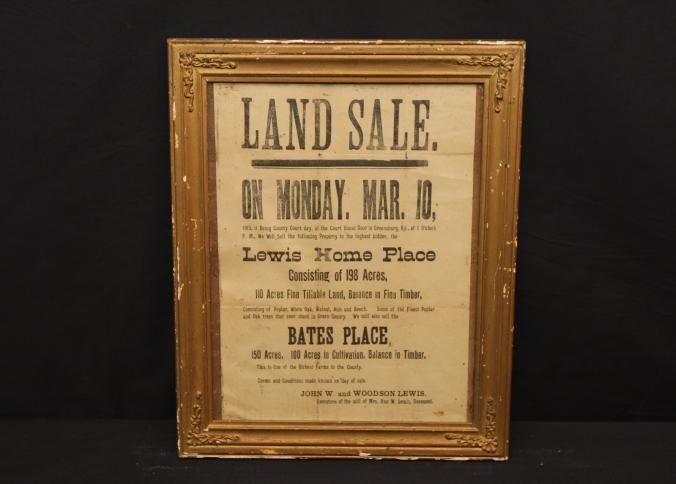 LAND SALE.
ON MONDAY, MAR. 10,
1913, it Being County Court day, at the Court House Door in Greensburg, Ky., at 1 O'clock
P. M., We Will Sell the following Property to the highest bidder, the
Lewis Home Place
Consisting of 198 Acres,
110 Acres Fine Tillable Land, Balance in Fine Timber,
Consisting of Poplar, White Oak, Walnut, Ash and Beech. Some of the Finest Poplar
and Oak trees that ever stood in Green County. We will also sell the
BATES PLACE,
150 Acres. 100 Acres in Cultivation. Balance in Timber.
This is One of the Richest Farms in the County.
Terms and Conditions made known on day of sale.
JOHN W. and WOODSON LEWIS,
Executors of the will of Mrs. Ann W. Lewis, Deceased.